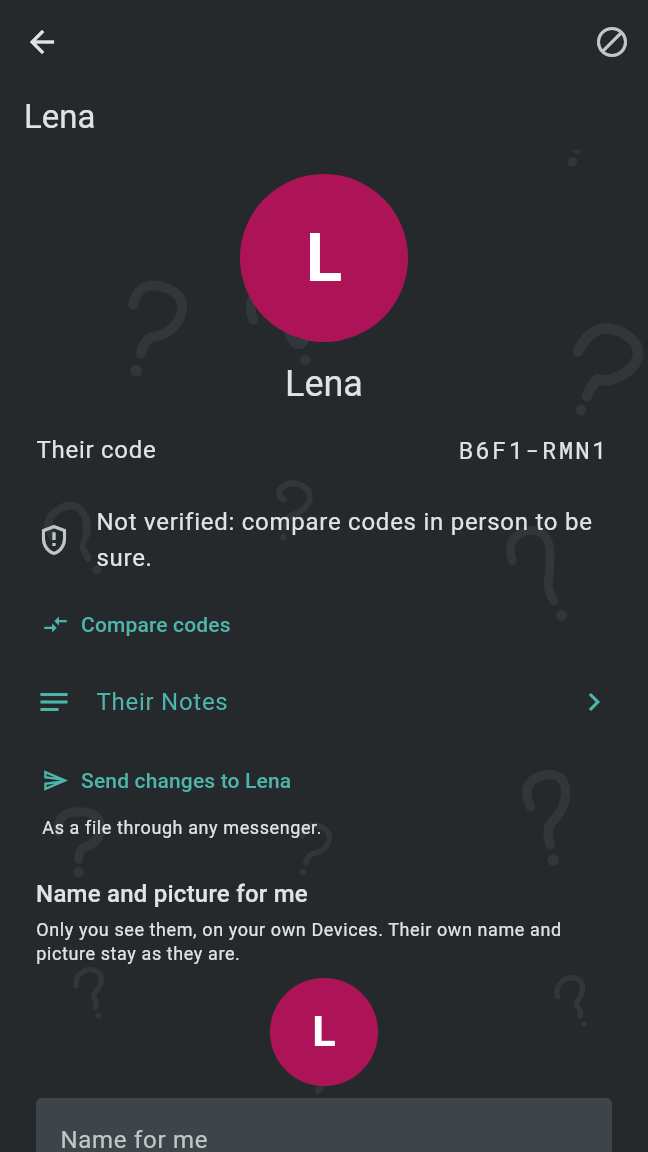 Lena
L
Lena
Their code B6F1-RMN1
Not verified: compare codes in person to be
sure.
Compare codes
Their Notes
Send changes to Lena
As a file through any messenger.
Name and picture for me
Only you see them, on your own Devices. Their own name and
picture stay as they are.
L
Name for me